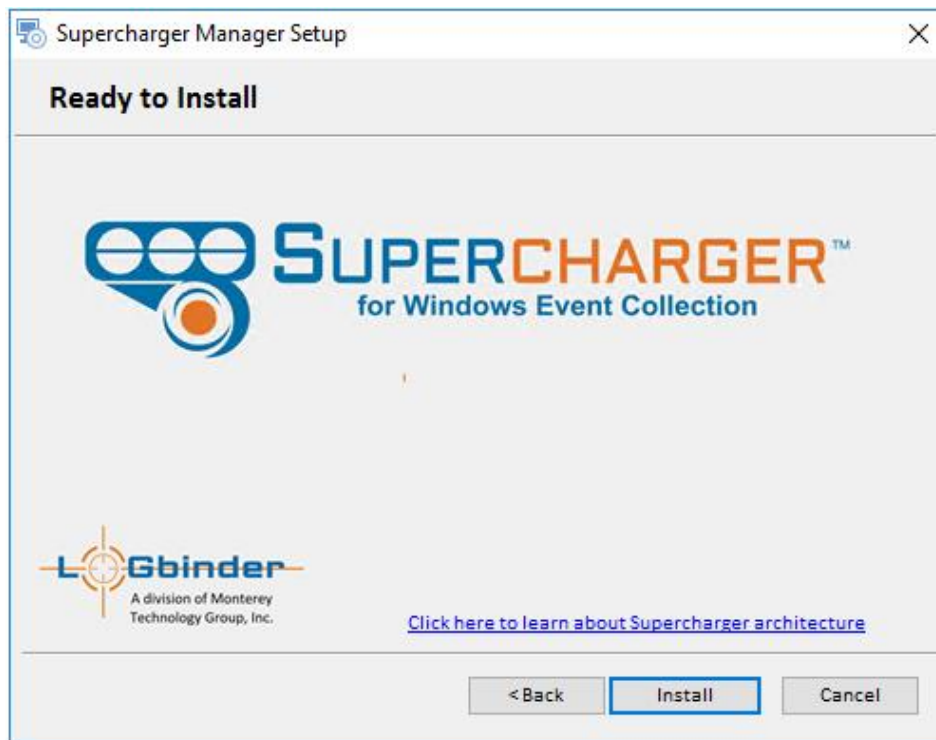 Supercharger Manager Setup
Ready to Install
SUPERCHARGER™
for Windows Event Collection
LOGbinder
A division of Monterey
Technology Group, Inc.
Click here to learn about Supercharger architecture
< Back
Install
Cancel